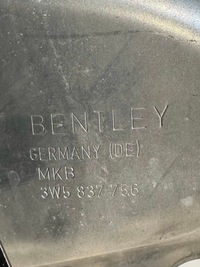 BENTLEY
GERMANY (DE)
MKB
3W5 837 756